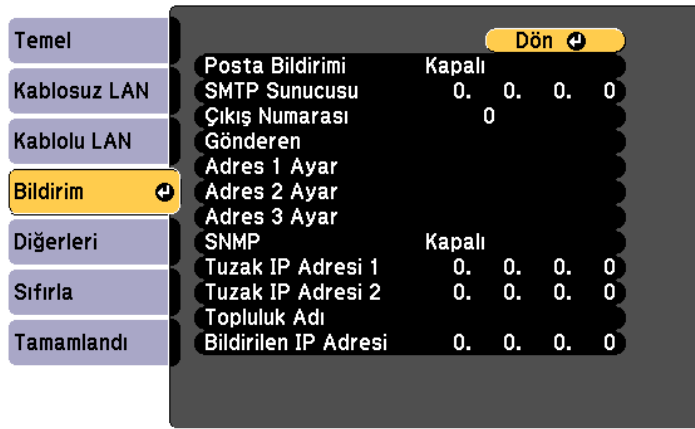 Temel
Kablosuz LAN
Kablolu LAN
Bildirim
Diğerleri
Sıfırla
Tamamlandı
Dön
Posta Bildirimi Kapalı
SMTP Sunucusu 0. 0. 0. 0
Çıkış Numarası 0
Gönderen
Adres 1 Ayar
Adres 2 Ayar
Adres 3 Ayar
SNMP Kapalı
Tuzak IP Adresi 1 0. 0. 0. 0
Tuzak IP Adresi 2 0. 0. 0. 0
Topluluk Adı
Bildirilen IP Adresi 0. 0. 0. 0